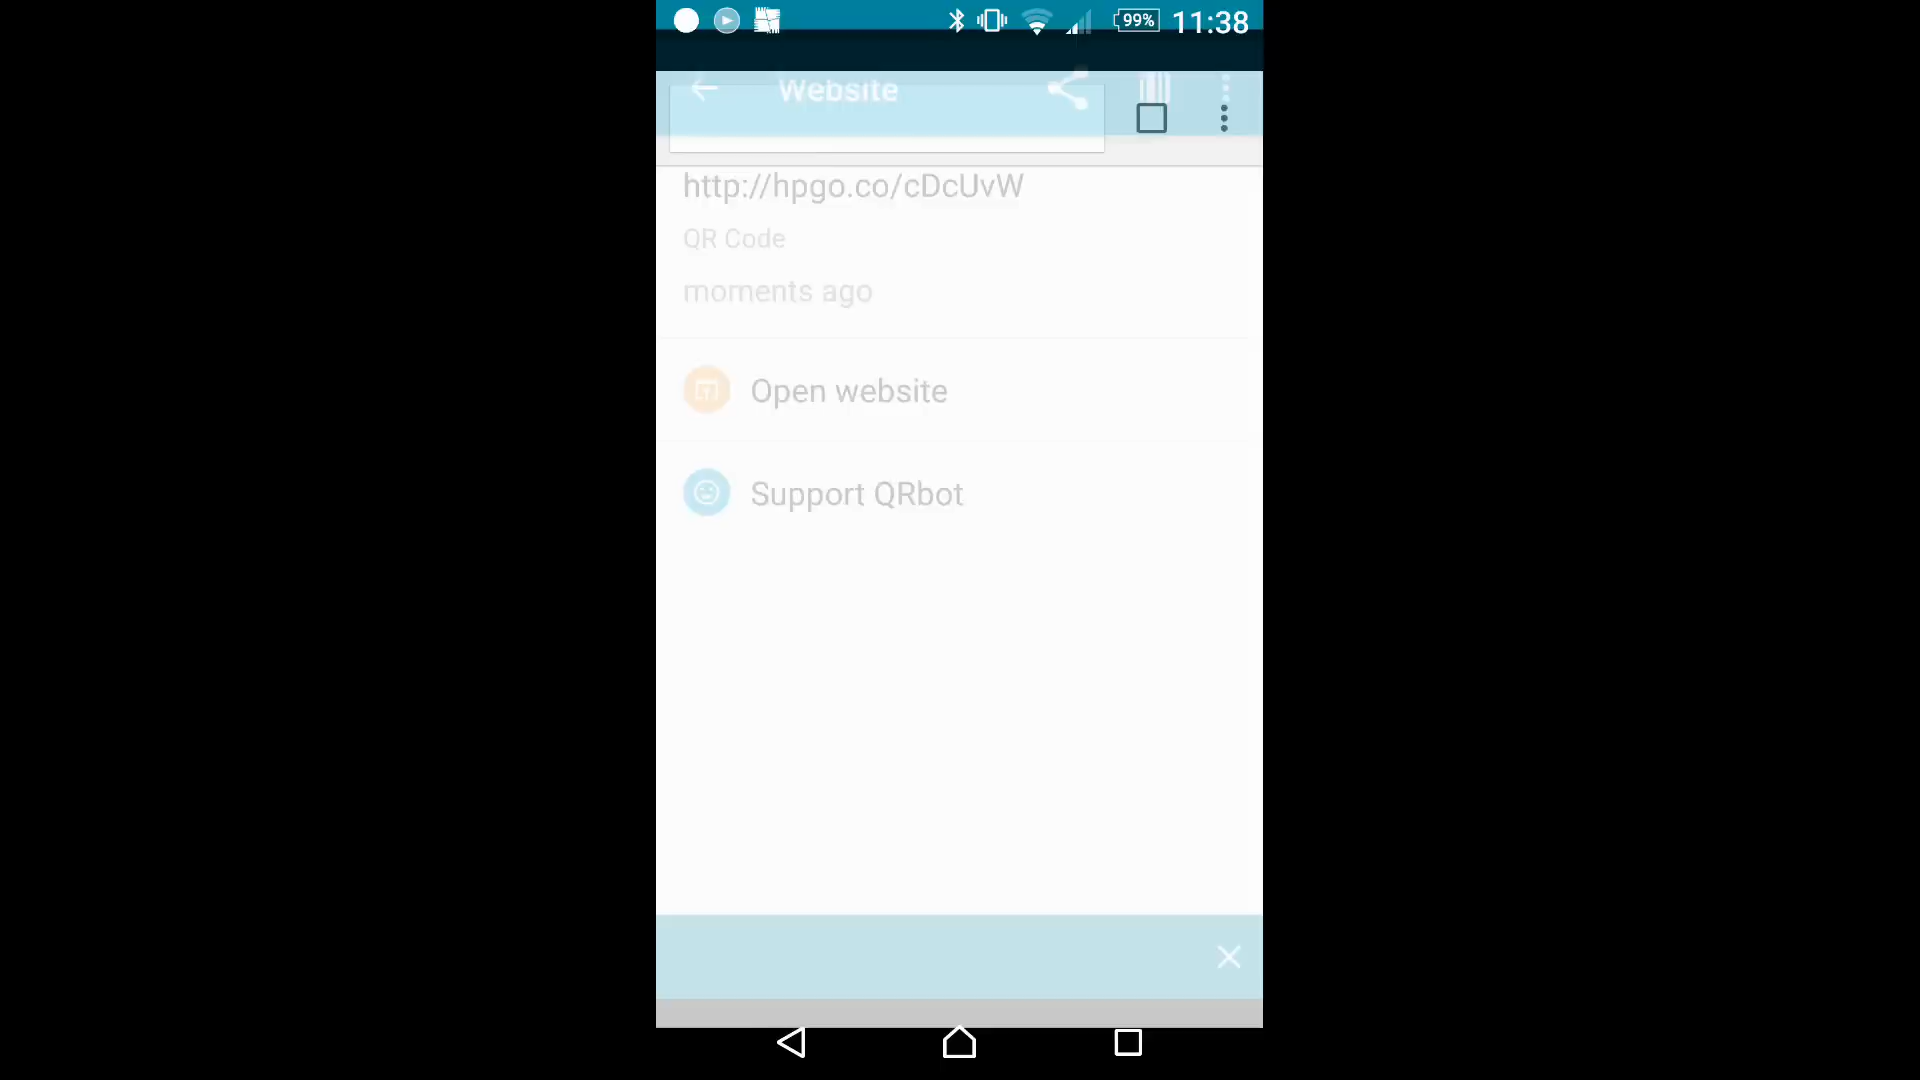 99% 11:38
Website
http://hpgo.co/cDcUvW
QR Code
moments ago
Open website
Support QRbot